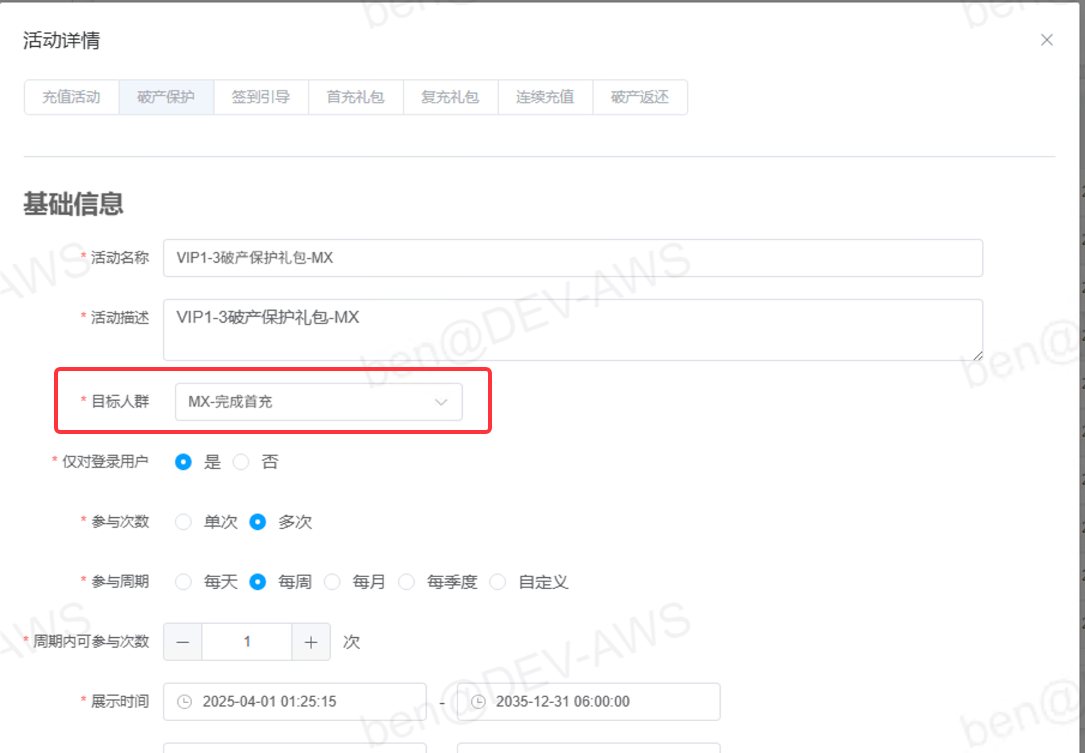 活动详情
充值活动 破产保护 签到引导 首充礼包 复充礼包 连续充值 破产返还
基础信息
* 活动名称 VIP1-3破产保护礼包-MX
* 活动描述 VIP1-3破产保护礼包-MX
* 目标人群 MX-完成首充
* 仅对登录用户 是 否
* 参与次数 单次 多次
* 参与周期 每天 每周 每月 每季度 自定义
* 周期内可参与次数 − 1 + 次
* 展示时间 2025-04-01 01:25:15 - 2035-12-31 06:00:00
ben@DEV-AWS
ben@DEV-AWS